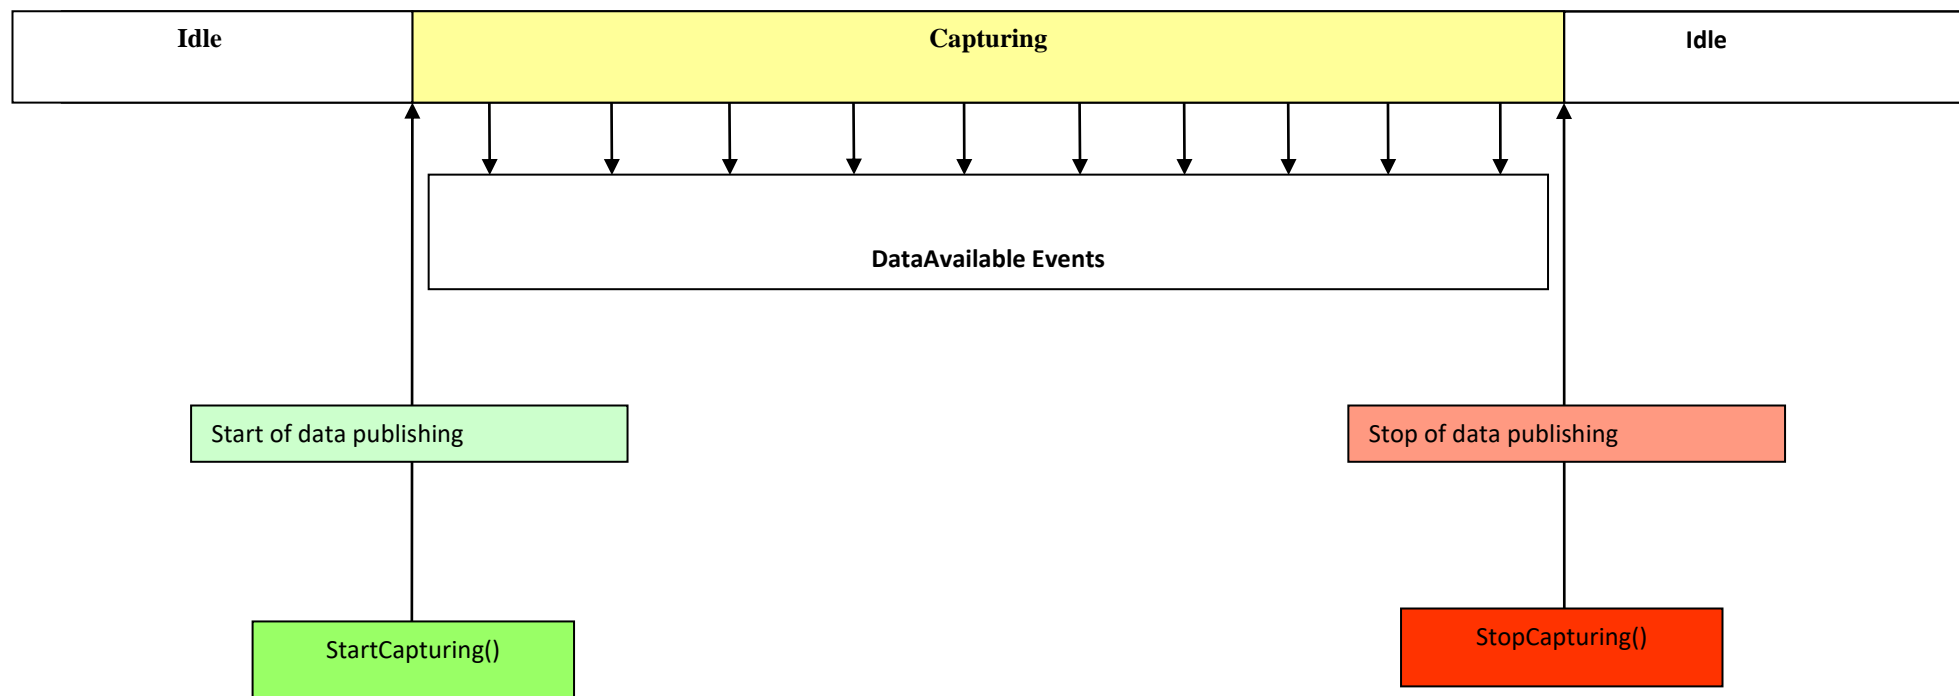 Idle
Capturing
Idle
DataAvailable Events
Start of data publishing
Stop of data publishing
StartCapturing()
StopCapturing()